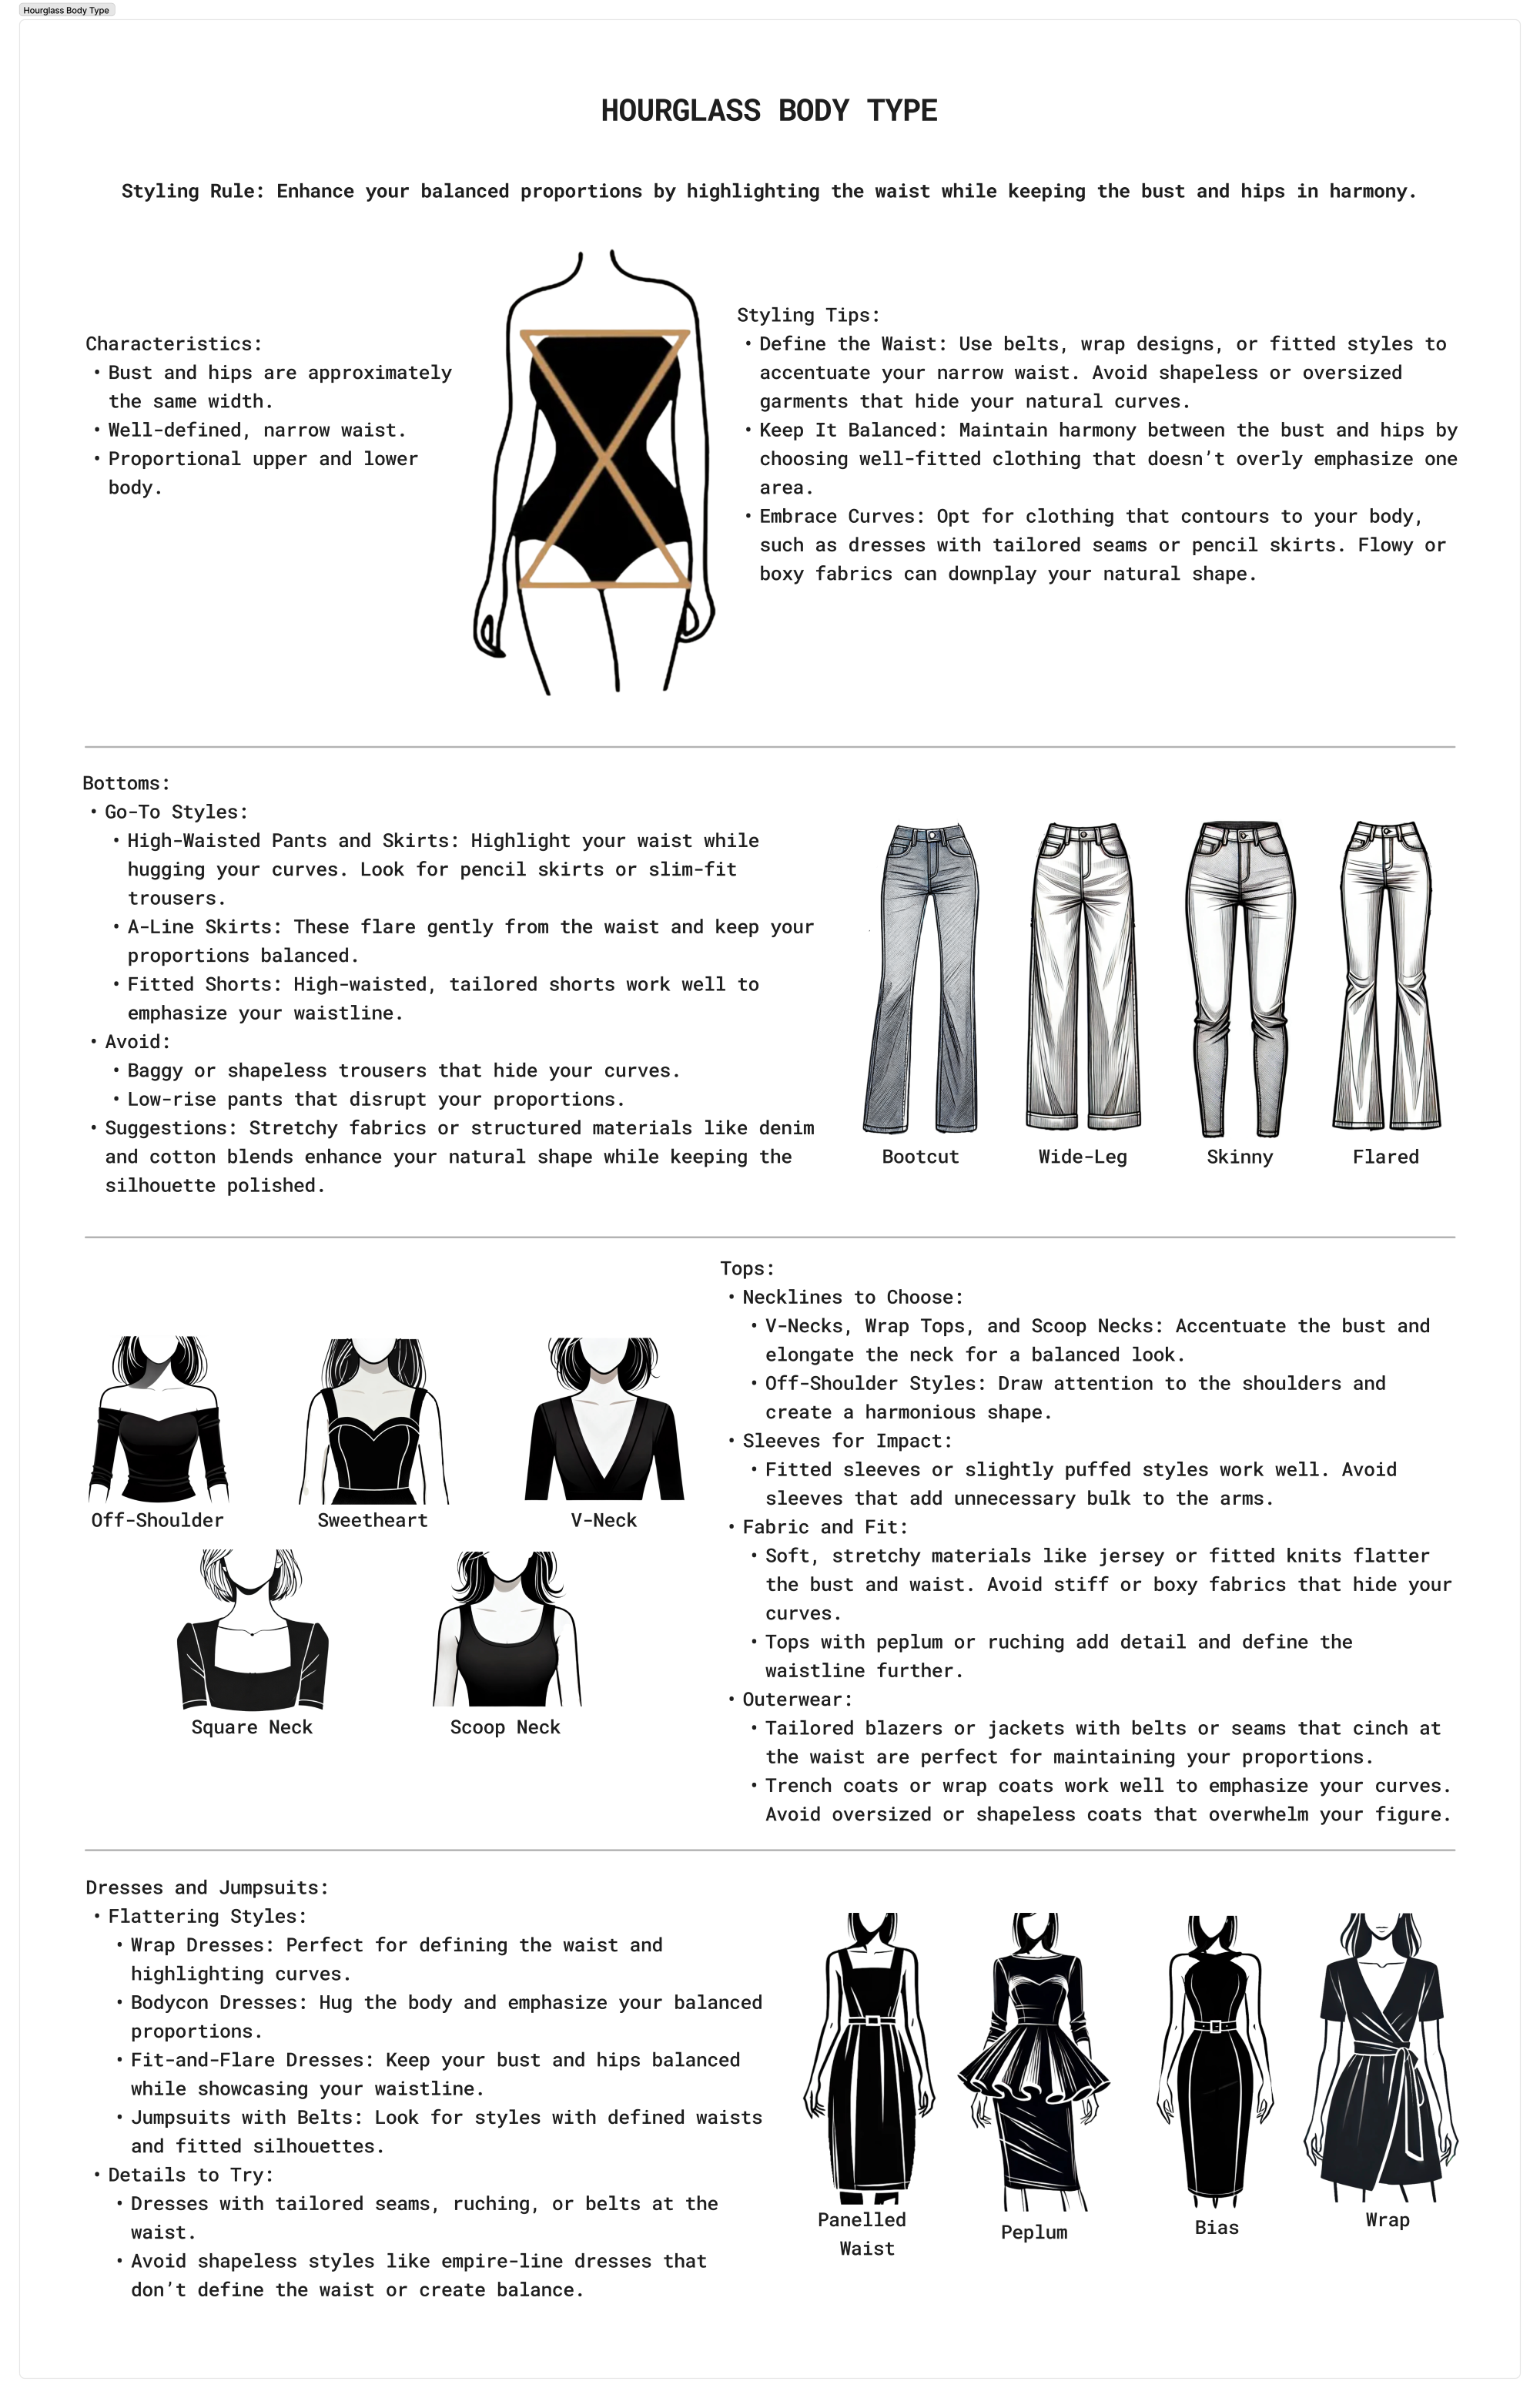 Hourglass Body Type
HOURGLASS BODY TYPE
Styling Rule: Enhance your balanced proportions by highlighting the waist while keeping the bust and hips in harmony.
Characteristics:
• Bust and hips are approximately
the same width.
• Well-defined, narrow waist.
• Proportional upper and lower
body.
Styling Tips:
• Define the Waist: Use belts, wrap designs, or fitted styles to
accentuate your narrow waist. Avoid shapeless or oversized
garments that hide your natural curves.
• Keep It Balanced: Maintain harmony between the bust and hips by
choosing well-fitted clothing that doesn’t overly emphasize one
area.
• Embrace Curves: Opt for clothing that contours to your body,
such as dresses with tailored seams or pencil skirts. Flowy or
boxy fabrics can downplay your natural shape.
Bottoms:
• Go-To Styles:
• High-Waisted Pants and Skirts: Highlight your waist while
hugging your curves. Look for pencil skirts or slim-fit
trousers.
• A-Line Skirts: These flare gently from the waist and keep your
proportions balanced.
• Fitted Shorts: High-waisted, tailored shorts work well to
emphasize your waistline.
• Avoid:
• Baggy or shapeless trousers that hide your curves.
• Low-rise pants that disrupt your proportions.
• Suggestions: Stretchy fabrics or structured materials like denim
and cotton blends enhance your natural shape while keeping the
silhouette polished.
Bootcut
Wide-Leg
Skinny
Flared
Off-Shoulder
Sweetheart
V-Neck
Square Neck
Scoop Neck
Tops:
• Necklines to Choose:
• V-Necks, Wrap Tops, and Scoop Necks: Accentuate the bust and
elongate the neck for a balanced look.
• Off-Shoulder Styles: Draw attention to the shoulders and
create a harmonious shape.
• Sleeves for Impact:
• Fitted sleeves or slightly puffed styles work well. Avoid
sleeves that add unnecessary bulk to the arms.
• Fabric and Fit:
• Soft, stretchy materials like jersey or fitted knits flatter
the bust and waist. Avoid stiff or boxy fabrics that hide your
curves.
• Tops with peplum or ruching add detail and define the
waistline further.
• Outerwear:
• Tailored blazers or jackets with belts or seams that cinch at
the waist are perfect for maintaining your proportions.
• Trench coats or wrap coats work well to emphasize your curves.
Avoid oversized or shapeless coats that overwhelm your figure.
Dresses and Jumpsuits:
• Flattering Styles:
• Wrap Dresses: Perfect for defining the waist and
highlighting curves.
• Bodycon Dresses: Hug the body and emphasize your balanced
proportions.
• Fit-and-Flare Dresses: Keep your bust and hips balanced
while showcasing your waistline.
• Jumpsuits with Belts: Look for styles with defined waists
and fitted silhouettes.
• Details to Try:
• Dresses with tailored seams, ruching, or belts at the
waist.
• Avoid shapeless styles like empire-line dresses that
don’t define the waist or create balance.
Panelled
Waist
Peplum
Bias
Wrap